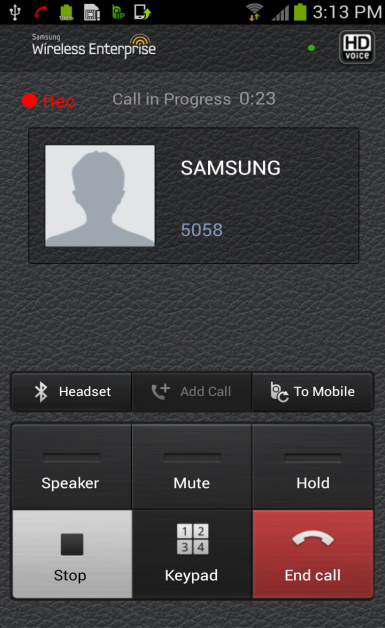 3:13 PM
Samsung
Wireless Enterprise
HD
VOICE
Rec
Call in Progress 0:23
SAMSUNG
5058
Headset
Add Call
To Mobile
Speaker
Mute
Hold
1 2
3 4
Stop
Keypad
End call